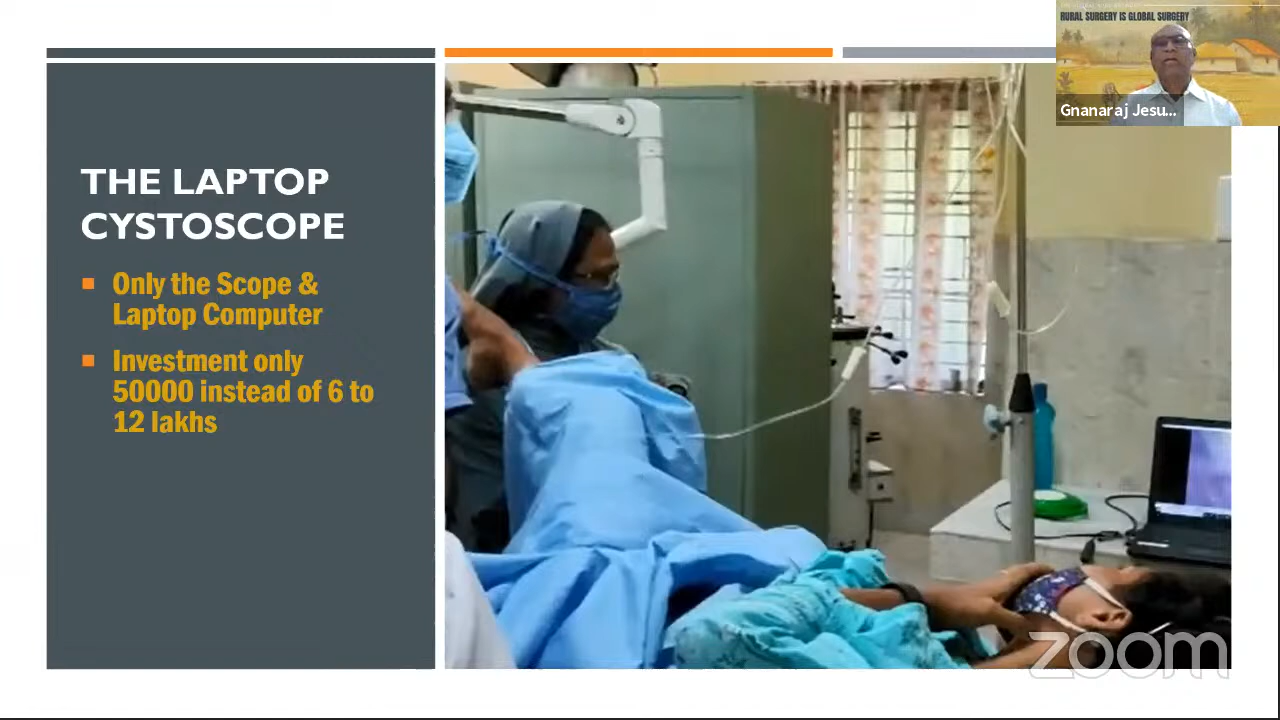 THE LAPTOP
CYSTOSCOPE
Only the Scope &
Laptop Computer
Investment only
50000 instead of 6 to
12 lakhs
RURAL SURGERY IS GLOBAL SURGERY
Gnanaraj Jesu...
zoom